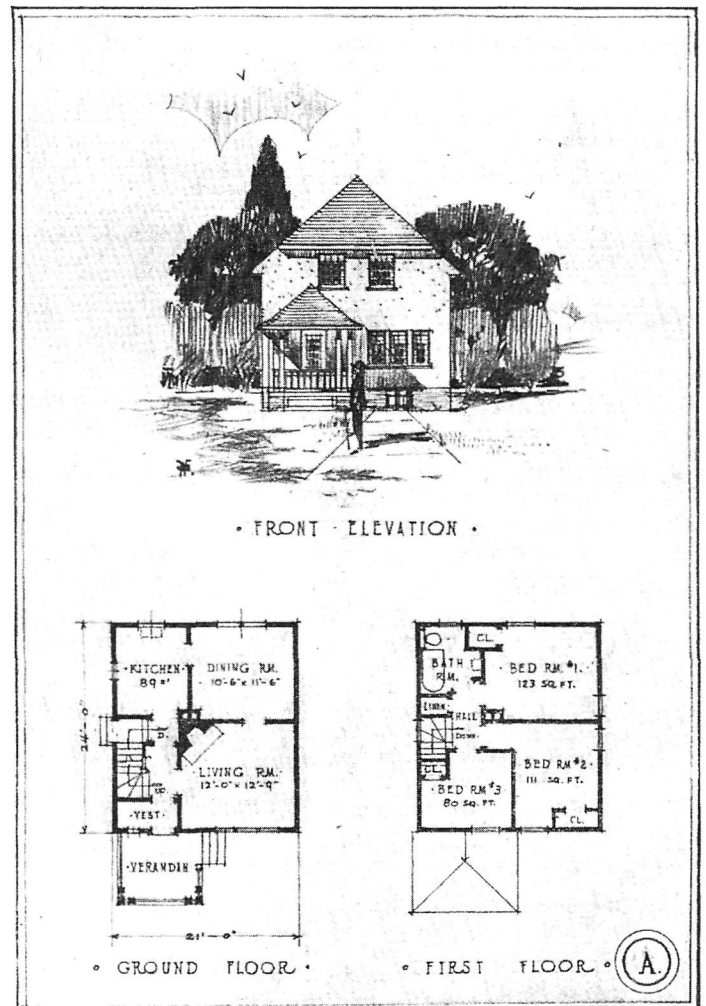 · FRONT · ELEVATION ·
· KITCHEN ·
89 □'
DINING RM.
10'-6" x 11'-6"
24'-0"
D.
UP
· LIVING RM. ·
12'-0" x 12'-9"
· VEST ·
· VERANDAH
21'-0"
· GROUND FLOOR ·
CL.
BATH
RM.
· BED RM. #1. ·
123 SQ. FT.
LINEN
HALL
DOWN
CL.
· BED RM #2 ·
111 SQ. FT.
· BED RM #3
80 SQ. FT.
CL.
· FIRST FLOOR ·
A.